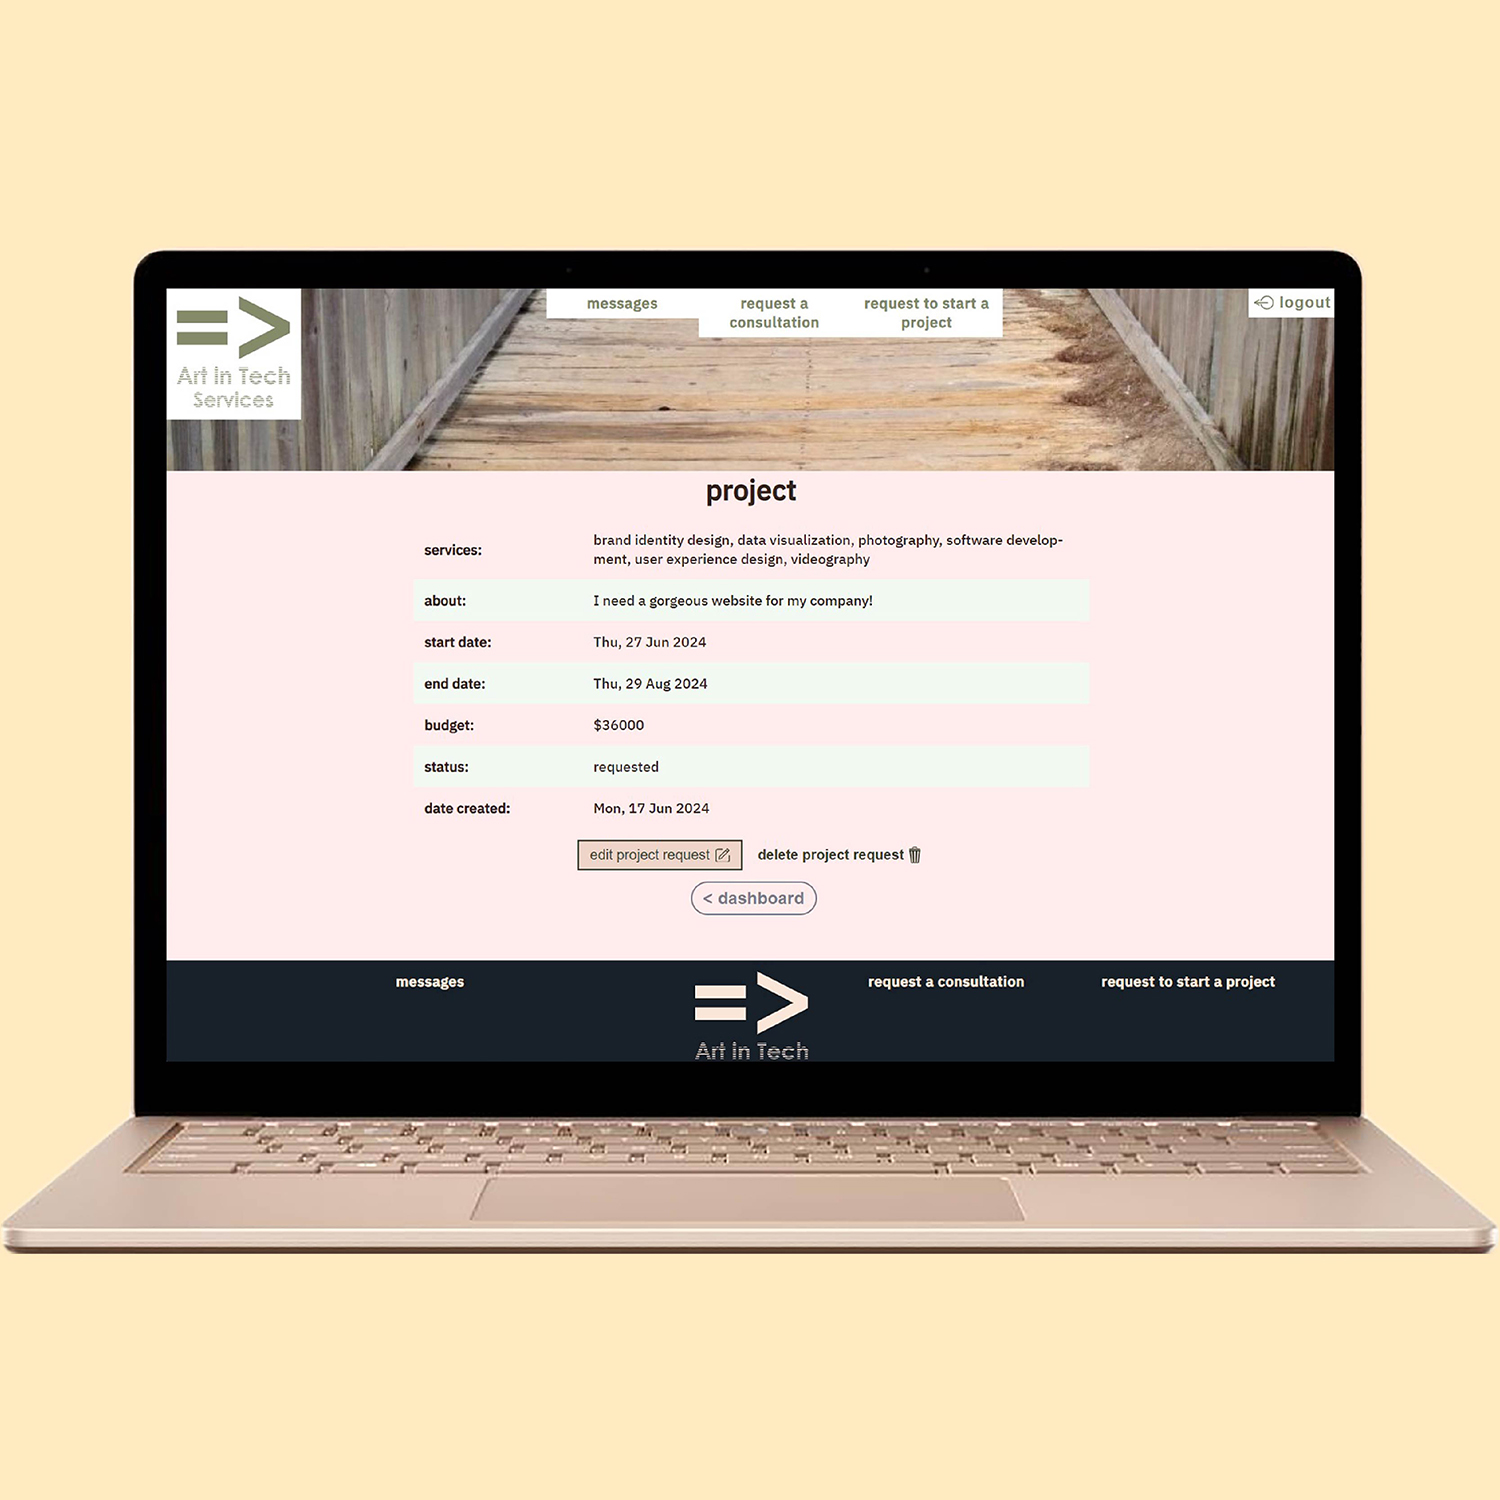 Art in Tech
Services
messages
request a
consultation
request to start a
project
logout
project
services:
brand identity design, data visualization, photography, software develop-
ment, user experience design, videography
about:
I need a gorgeous website for my company!
start date:
Thu, 27 Jun 2024
end date:
Thu, 29 Aug 2024
budget:
$36000
status:
requested
date created:
Mon, 17 Jun 2024
edit project request
delete project request
< dashboard
messages
Art in Tech
request a consultation
request to start a project